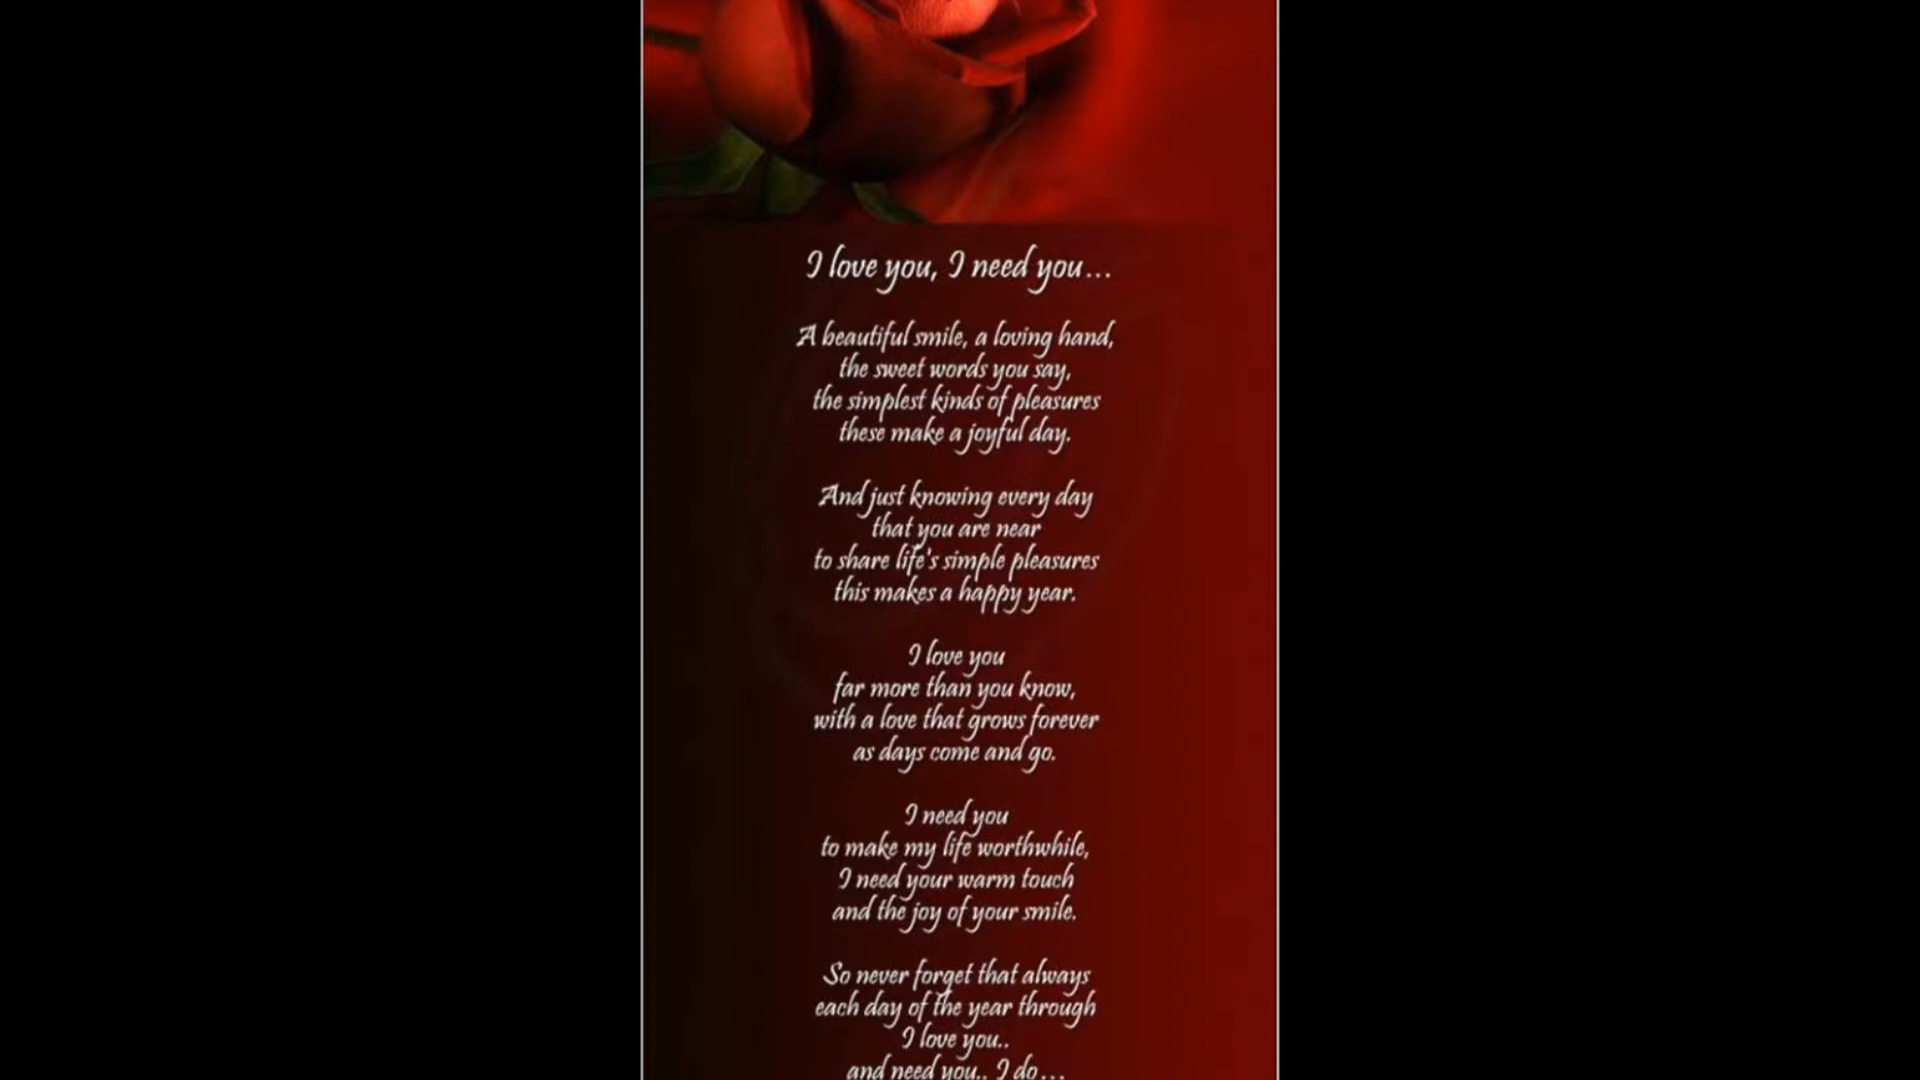 I love you, I need you...
A beautiful smile, a loving hand,
the sweet words you say,
the simplest kinds of pleasures
these make a joyful day.
And just knowing every day
that you are near
to share life's simple pleasures
this makes a happy year.
I love you
far more than you know,
with a love that grows forever
as days come and go.
I need you
to make my life worthwhile,
I need your warm touch
and the joy of your smile.
So never forget that always
each day of the year through
I love you..
and need you.. I do...